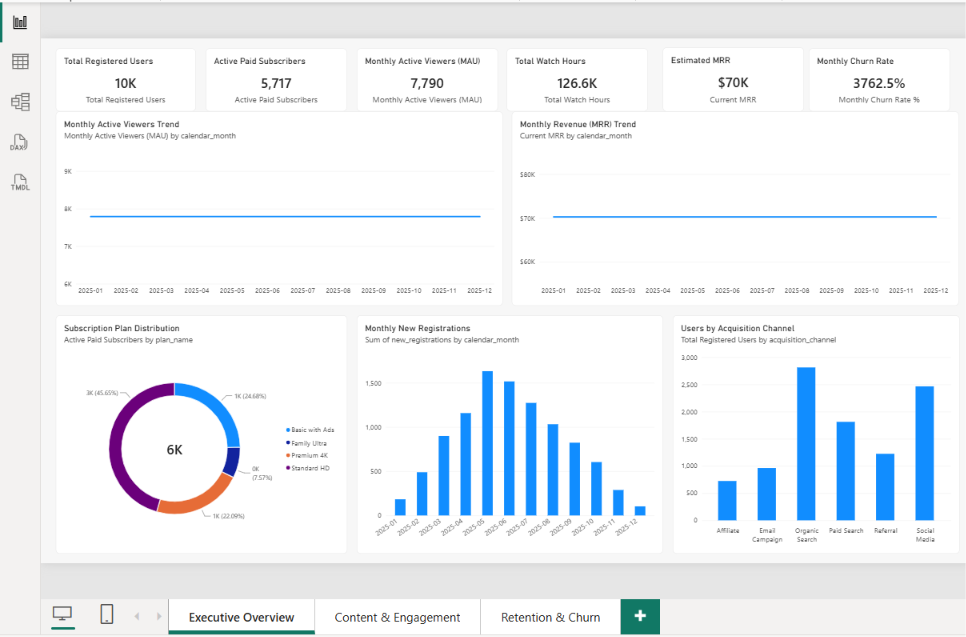 DAX
TMDL
Total Registered Users
10K
Total Registered Users
Active Paid Subscribers
5,717
Active Paid Subscribers
Monthly Active Viewers (MAU)
7,790
Monthly Active Viewers (MAU)
Total Watch Hours
126.6K
Total Watch Hours
Estimated MRR
$70K
Current MRR
Monthly Churn Rate
3762.5%
Monthly Churn Rate %
Monthly Active Viewers Trend
Monthly Active Viewers (MAU) by calendar_month
9K
8K
7K
6K
2025-01 2025-02 2025-03 2025-04 2025-05 2025-06 2025-07 2025-08 2025-09 2025-10 2025-11 2025-12
Monthly Revenue (MRR) Trend
Current MRR by calendar_month
$80K
$70K
$60K
2025-01 2025-02 2025-03 2025-04 2025-05 2025-06 2025-07 2025-08 2025-09 2025-10 2025-11 2025-12
Subscription Plan Distribution
Active Paid Subscribers by plan_name
3K (45.65%)
1K (24.68%)
6K
0K
(7.57%)
1K (22.09%)
Basic with Ads
Family Ultra
Premium 4K
Standard HD
Monthly New Registrations
Sum of new_registrations by calendar_month
1,500
1,000
500
0
2025-01 2025-02 2025-03 2025-04 2025-05 2025-06 2025-07 2025-08 2025-09 2025-10 2025-11 2025-12
Users by Acquisition Channel
Total Registered Users by acquisition_channel
3,000
2,500
2,000
1,500
1,000
500
0
Affiliate
Email
Campaign
Organic
Search
Paid Search
Referral
Social
Media
Executive Overview
Content & Engagement
Retention & Churn
+